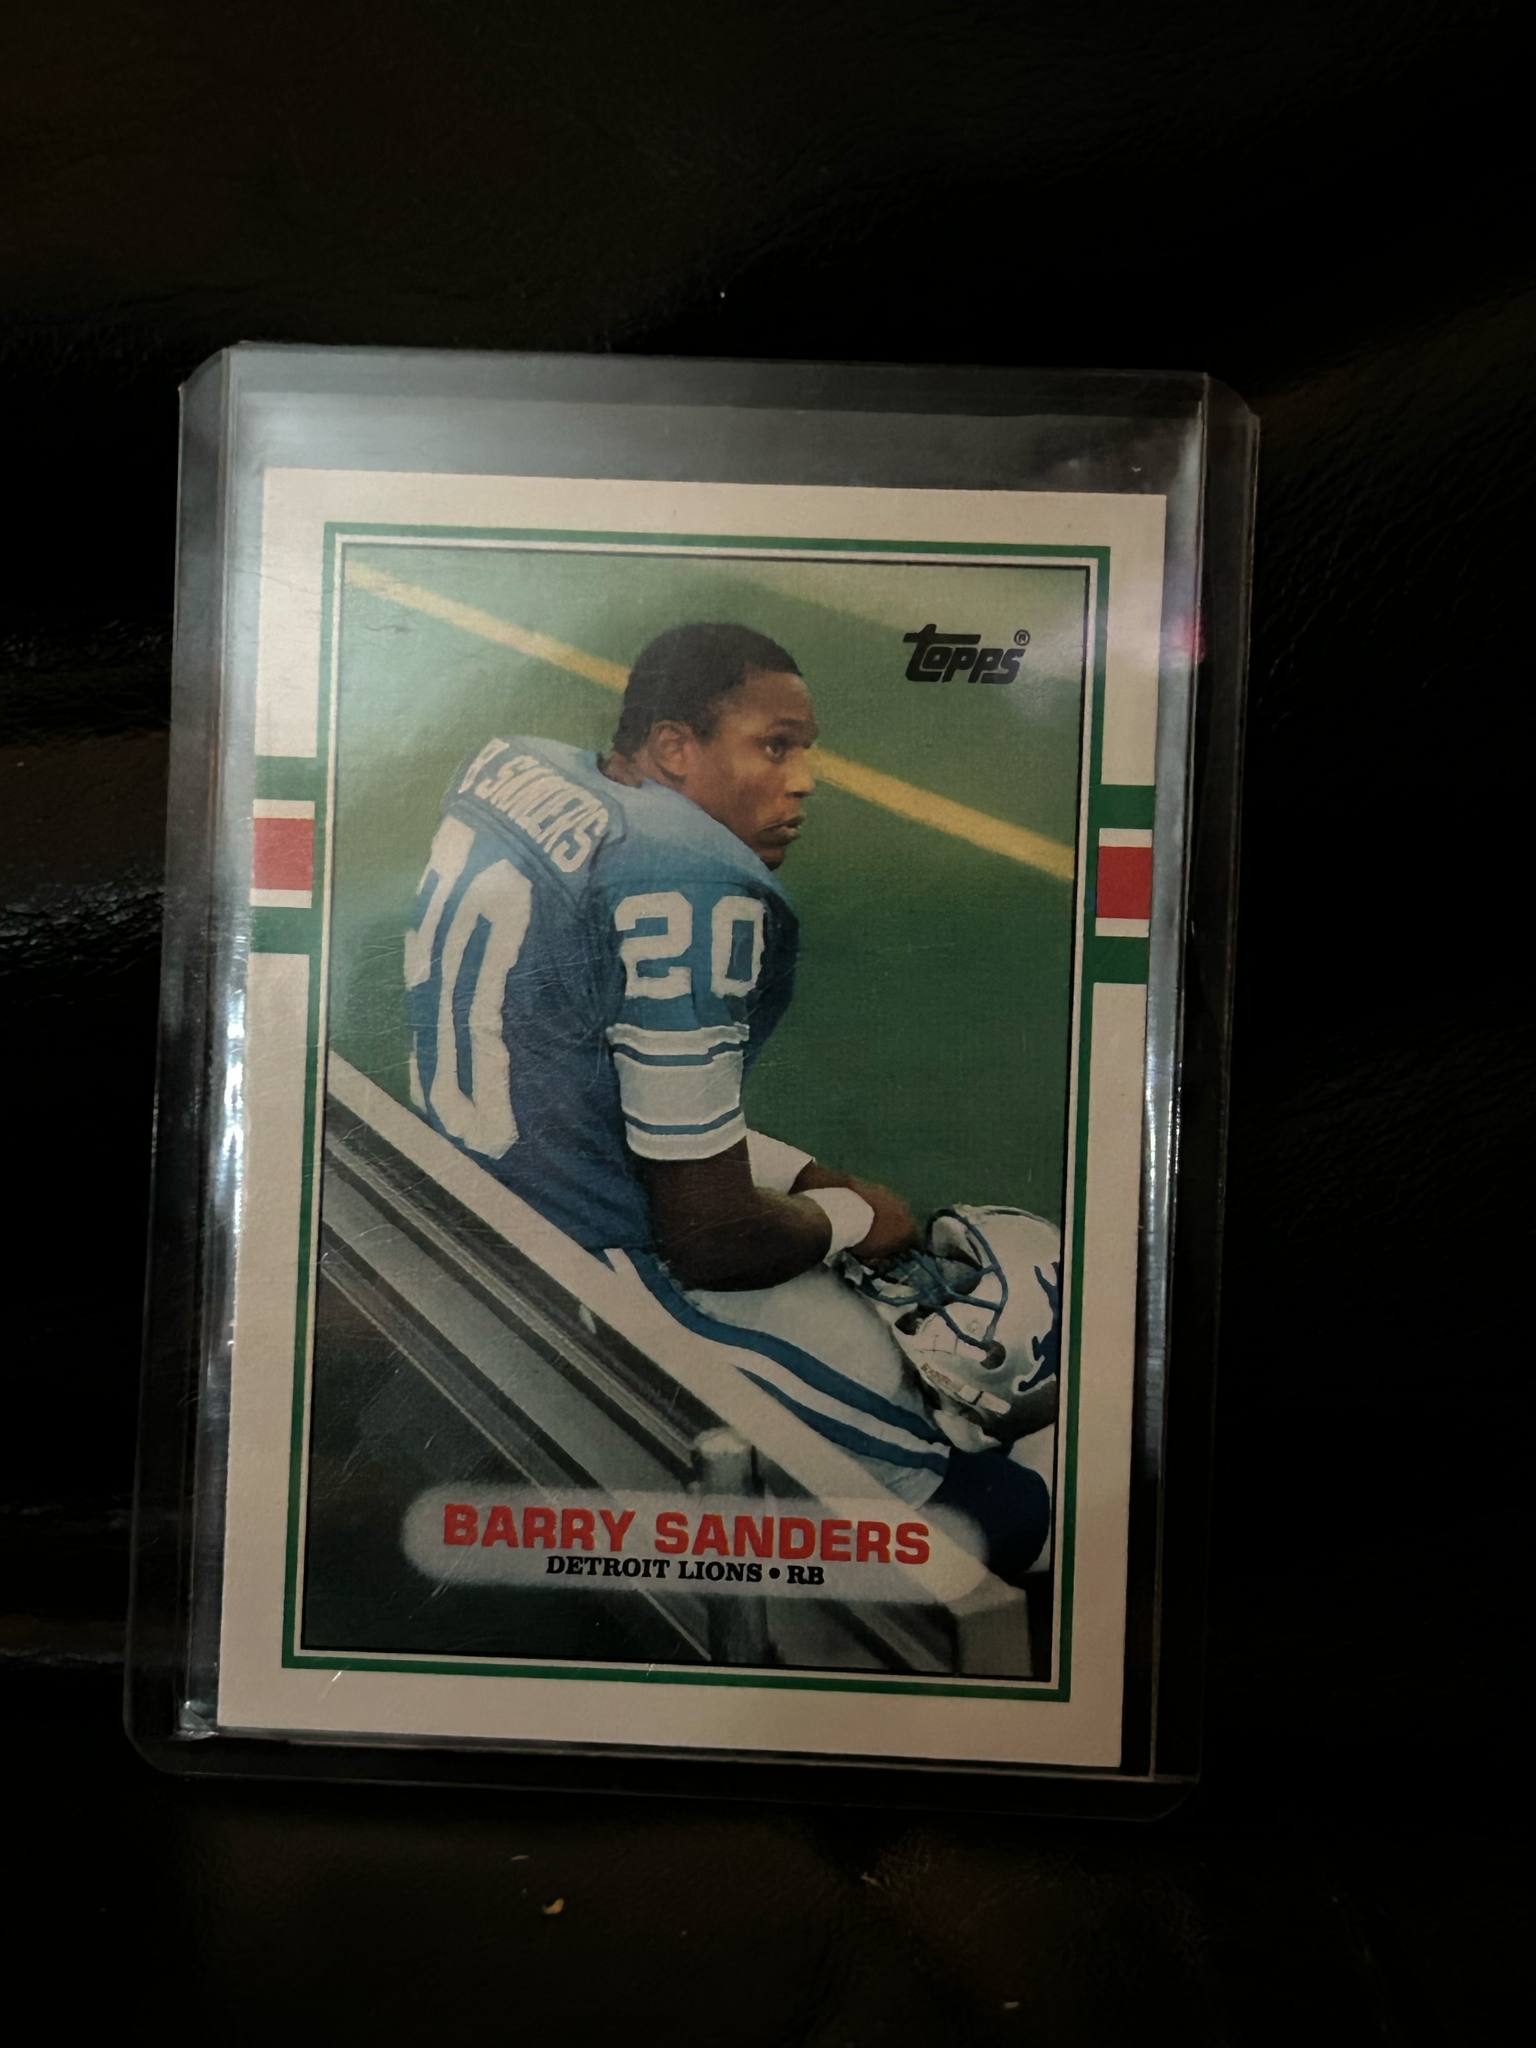 topps®
B. SANDERS
20
20
BARRY SANDERS
DETROIT LIONS • RB